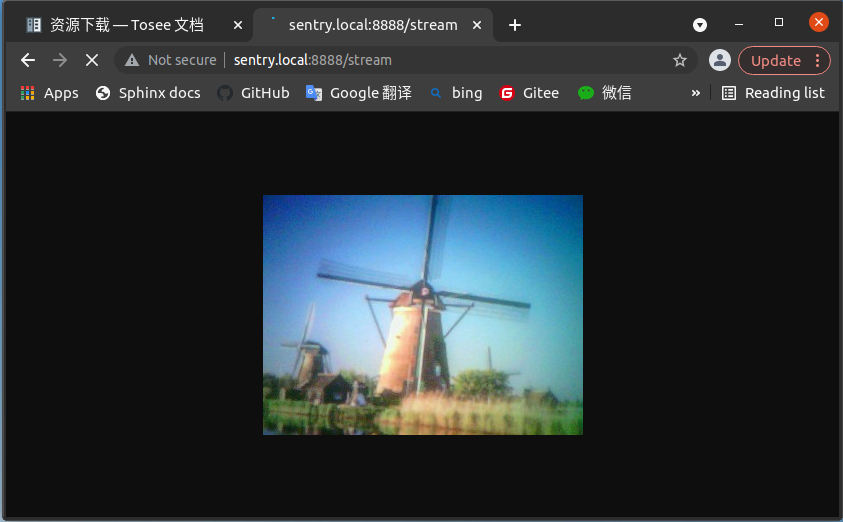 资源下载 — Tosee 文档
sentry.local:8888/stream
Not secure
sentry.local:8888/stream
Update
Apps
Sphinx docs
GitHub
Google 翻译
bing
Gitee
微信
»
Reading list